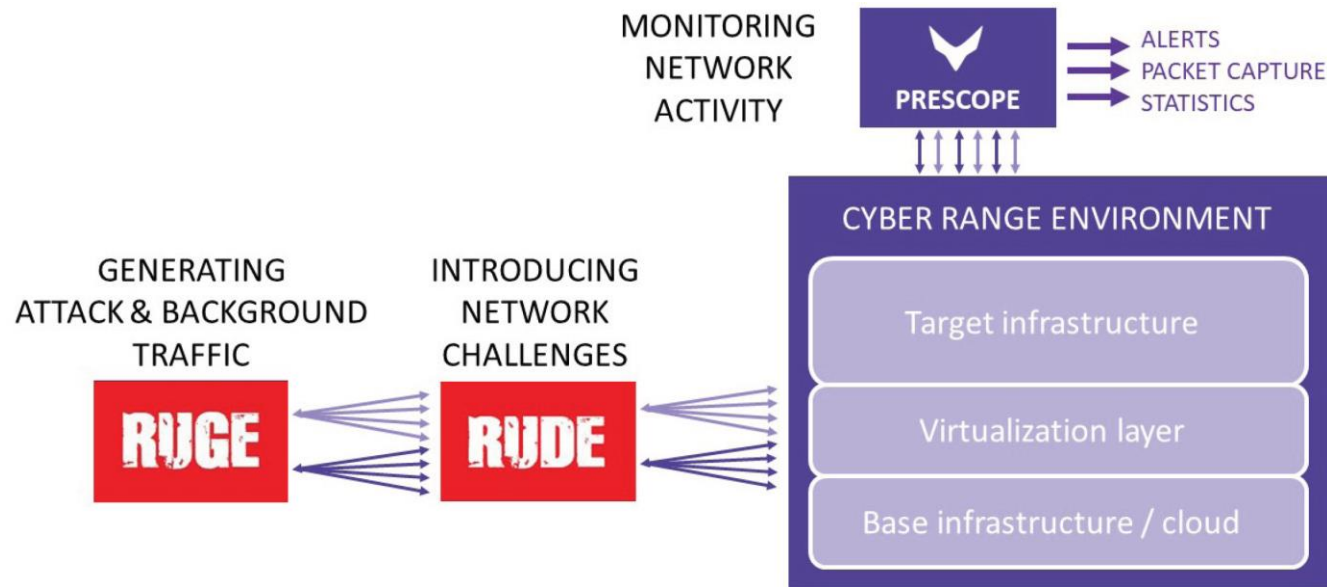 MONITORING
NETWORK
ACTIVITY
PRESCOPE
ALERTS
PACKET CAPTURE
STATISTICS
GENERATING
ATTACK & BACKGROUND
TRAFFIC
RUGE
INTRODUCING
NETWORK
CHALLENGES
RUDE
CYBER RANGE ENVIRONMENT
Target infrastructure
Virtualization layer
Base infrastructure / cloud